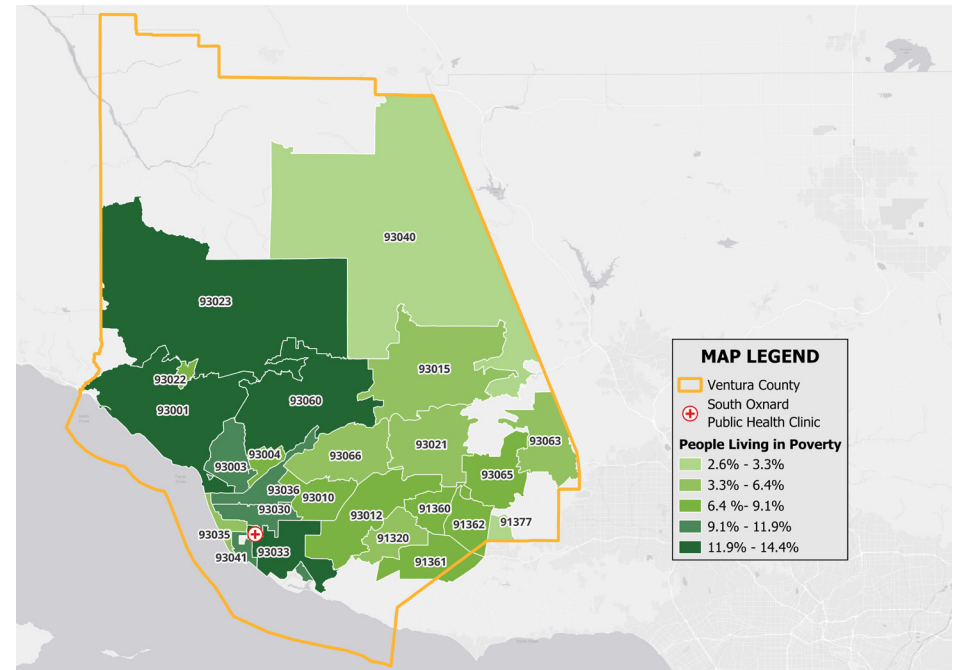 93040
93023
93015
93022
93001
93060
93063
93021
93004
93066
93003
93065
93036
93010
93030
93012
91360
91362
91377
93035
91320
93033
93041
91361
MAP LEGEND
Ventura County
South Oxnard
Public Health Clinic
People Living in Poverty
2.6% - 3.3%
3.3% - 6.4%
6.4 %- 9.1%
9.1% - 11.9%
11.9% - 14.4%